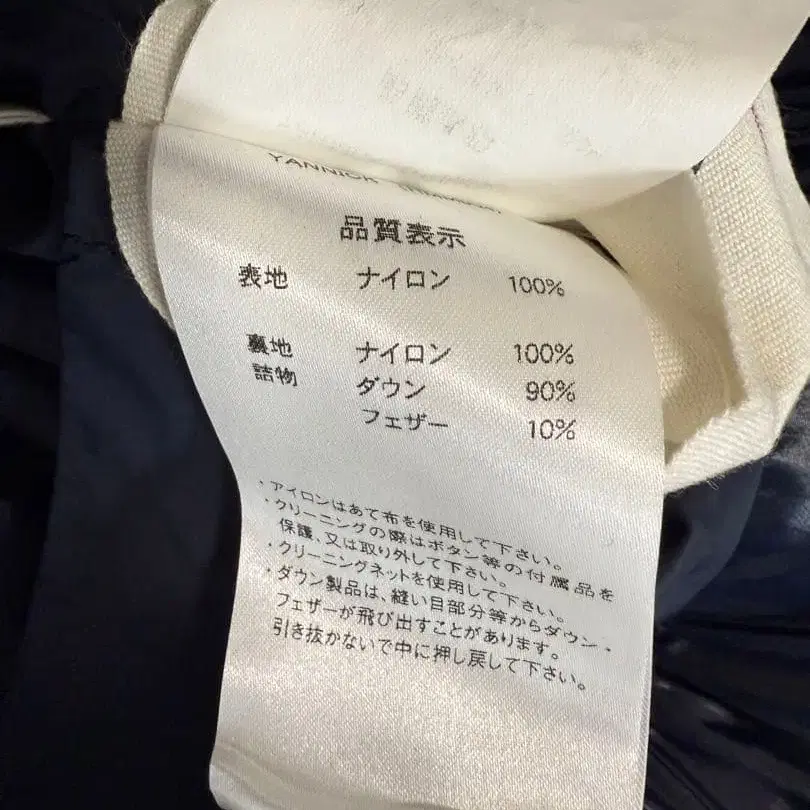 YANNICK
品質表示
表地 ナイロン 100%
裏地 ナイロン 100%
詰物 ダウン 90%
フェザー 10%
・アイロンはあて布を使用して下さい。
・クリーニングの際はボタン等の付属品を
保護、又は取り外して下さい。
・クリーニングネットを使用して下さい。
・ダウン製品は、縫い目部分等からダウン・
フェザーが飛び出すことがあります。
引き抜かないで中に押し戻して下さい。